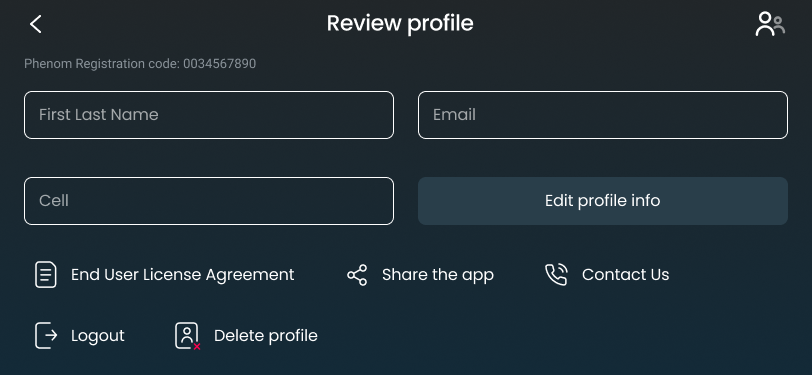 Review profile
Phenom Registration code: 0034567890
First Last Name
Email
Cell
Edit profile info
End User License Agreement
Share the app
Contact Us
Logout
Delete profile